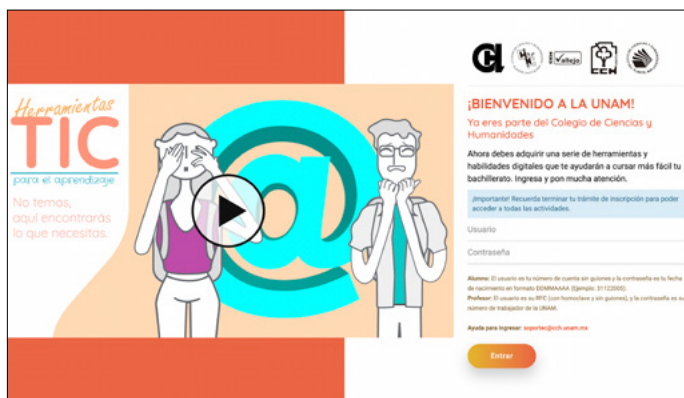 Herramientas
TIC
para el aprendizaje
No temas,
aquí encontrarás
lo que necesitas.
Vallejo
CCH
¡BIENVENIDO A LA UNAM!
Ya eres parte del Colegio de Ciencias y
Humanidades
Ahora debes adquirir una serie de herramientas y
habilidades digitales que te ayudarán a cursar más fácil tu
bachillerato. Ingresa y pon mucha atención.
¡Importante! Recuerda terminar tu trámite de inscripción para poder
acceder a todas las actividades.
Usuario
Contraseña
Alumno: El usuario es tu número de cuenta sin guiones y la contraseña es tu fecha
de nacimiento en formato DDMMAAAA (Ejemplo: 31122005).
Profesor: El usuario es su RFC (con homoclave y sin guiones), y la contraseña es su
número de trabajador de la UNAM.
Ayuda para ingresar: soportec@cch.unam.mx
Entrar